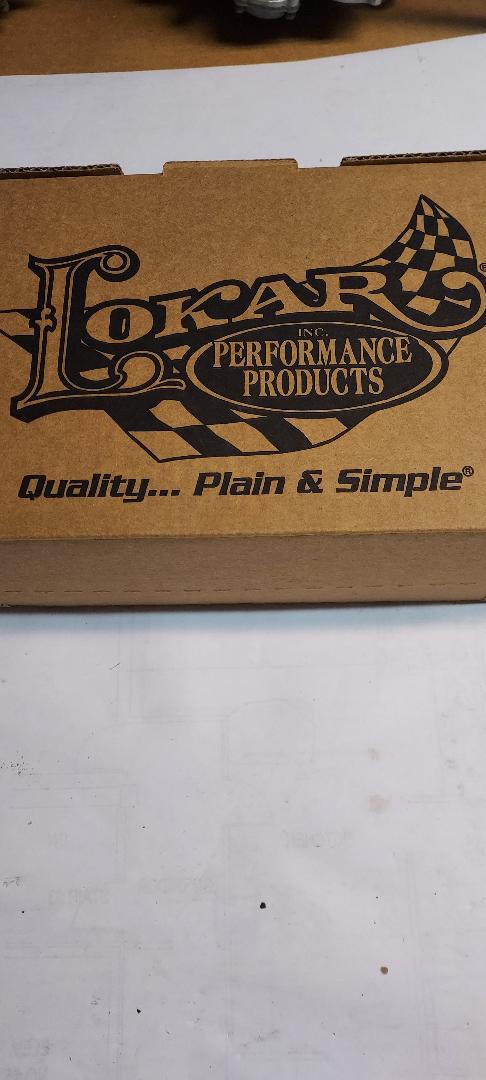 LOKAR®
INC.
PERFORMANCE
PRODUCTS
Quality... Plain & Simple®